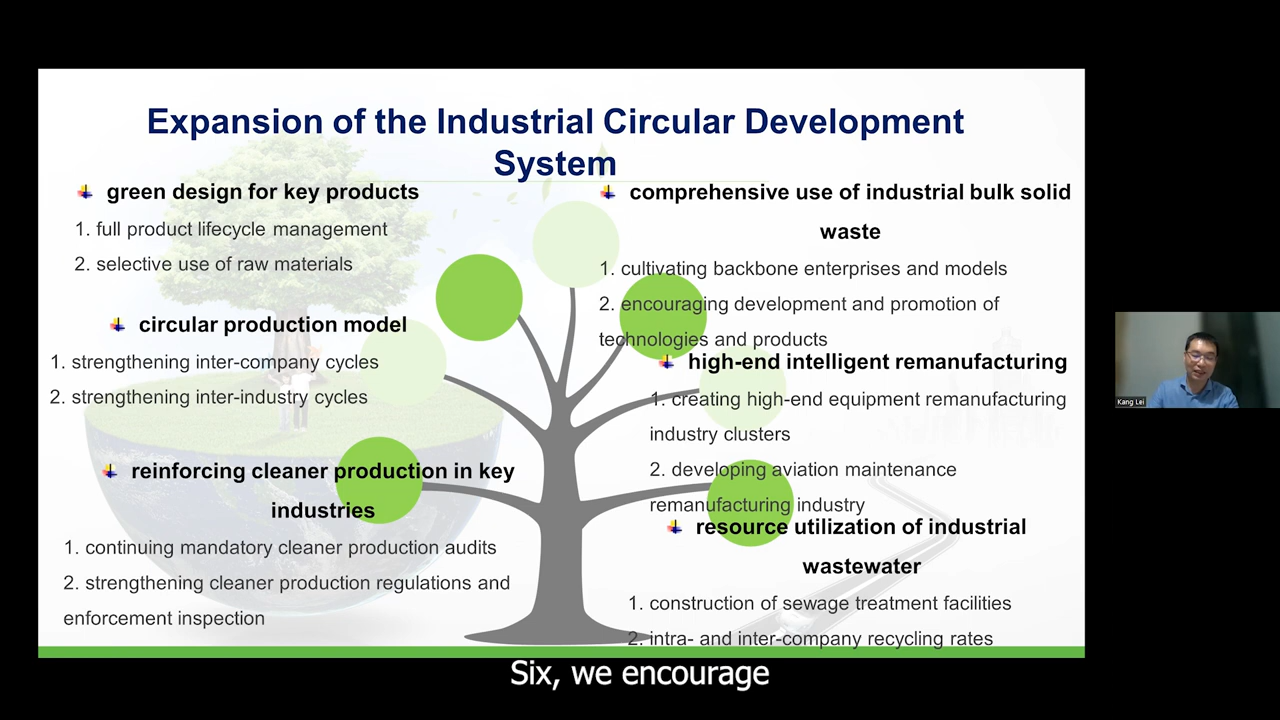 Expansion of the Industrial Circular Development
System
green design for key products
1. full product lifecycle management
2. selective use of raw materials
circular production model
1. strengthening inter-company cycles
2. strengthening inter-industry cycles
reinforcing cleaner production in key
industries
1. continuing mandatory cleaner production audits
2. strengthening cleaner production regulations and
enforcement inspection
comprehensive use of industrial bulk solid
waste
1. cultivating backbone enterprises and models
2. encouraging development and promotion of
technologies and products
high-end intelligent remanufacturing
1. creating high-end equipment remanufacturing
industry clusters
2. developing aviation maintenance
remanufacturing industry
resource utilization of industrial
wastewater
1. construction of sewage treatment facilities
2. intra- and inter-company recycling rates
Kang Lei
Six, we encourage